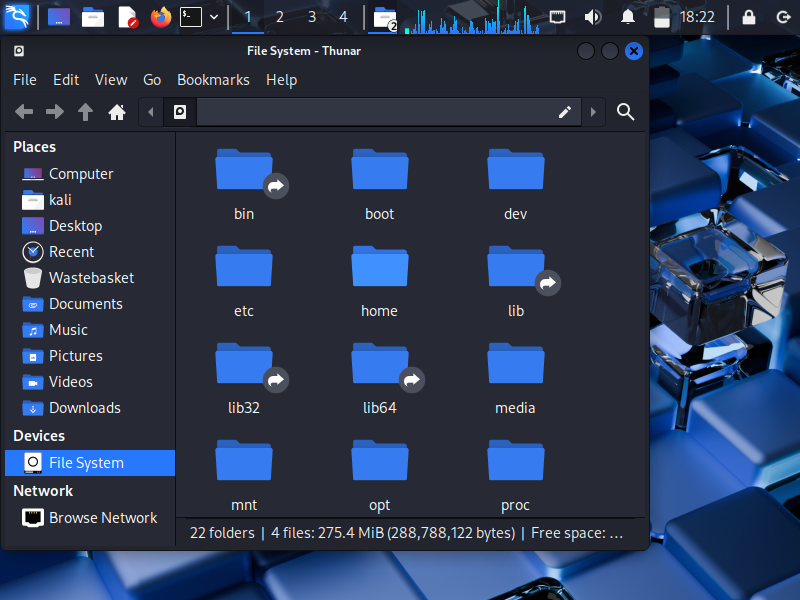 1 2 3 4 2 18:22
File System - Thunar
File Edit View Go Bookmarks Help
Places
Computer
kali
Desktop
Recent
Wastebasket
Documents
Music
Pictures
Videos
Downloads
Devices
File System
Network
Browse Network
bin boot dev
etc home lib
lib32 lib64 media
mnt opt proc
22 folders | 4 files: 275.4 MiB (288,788,122 bytes) | Free space: …